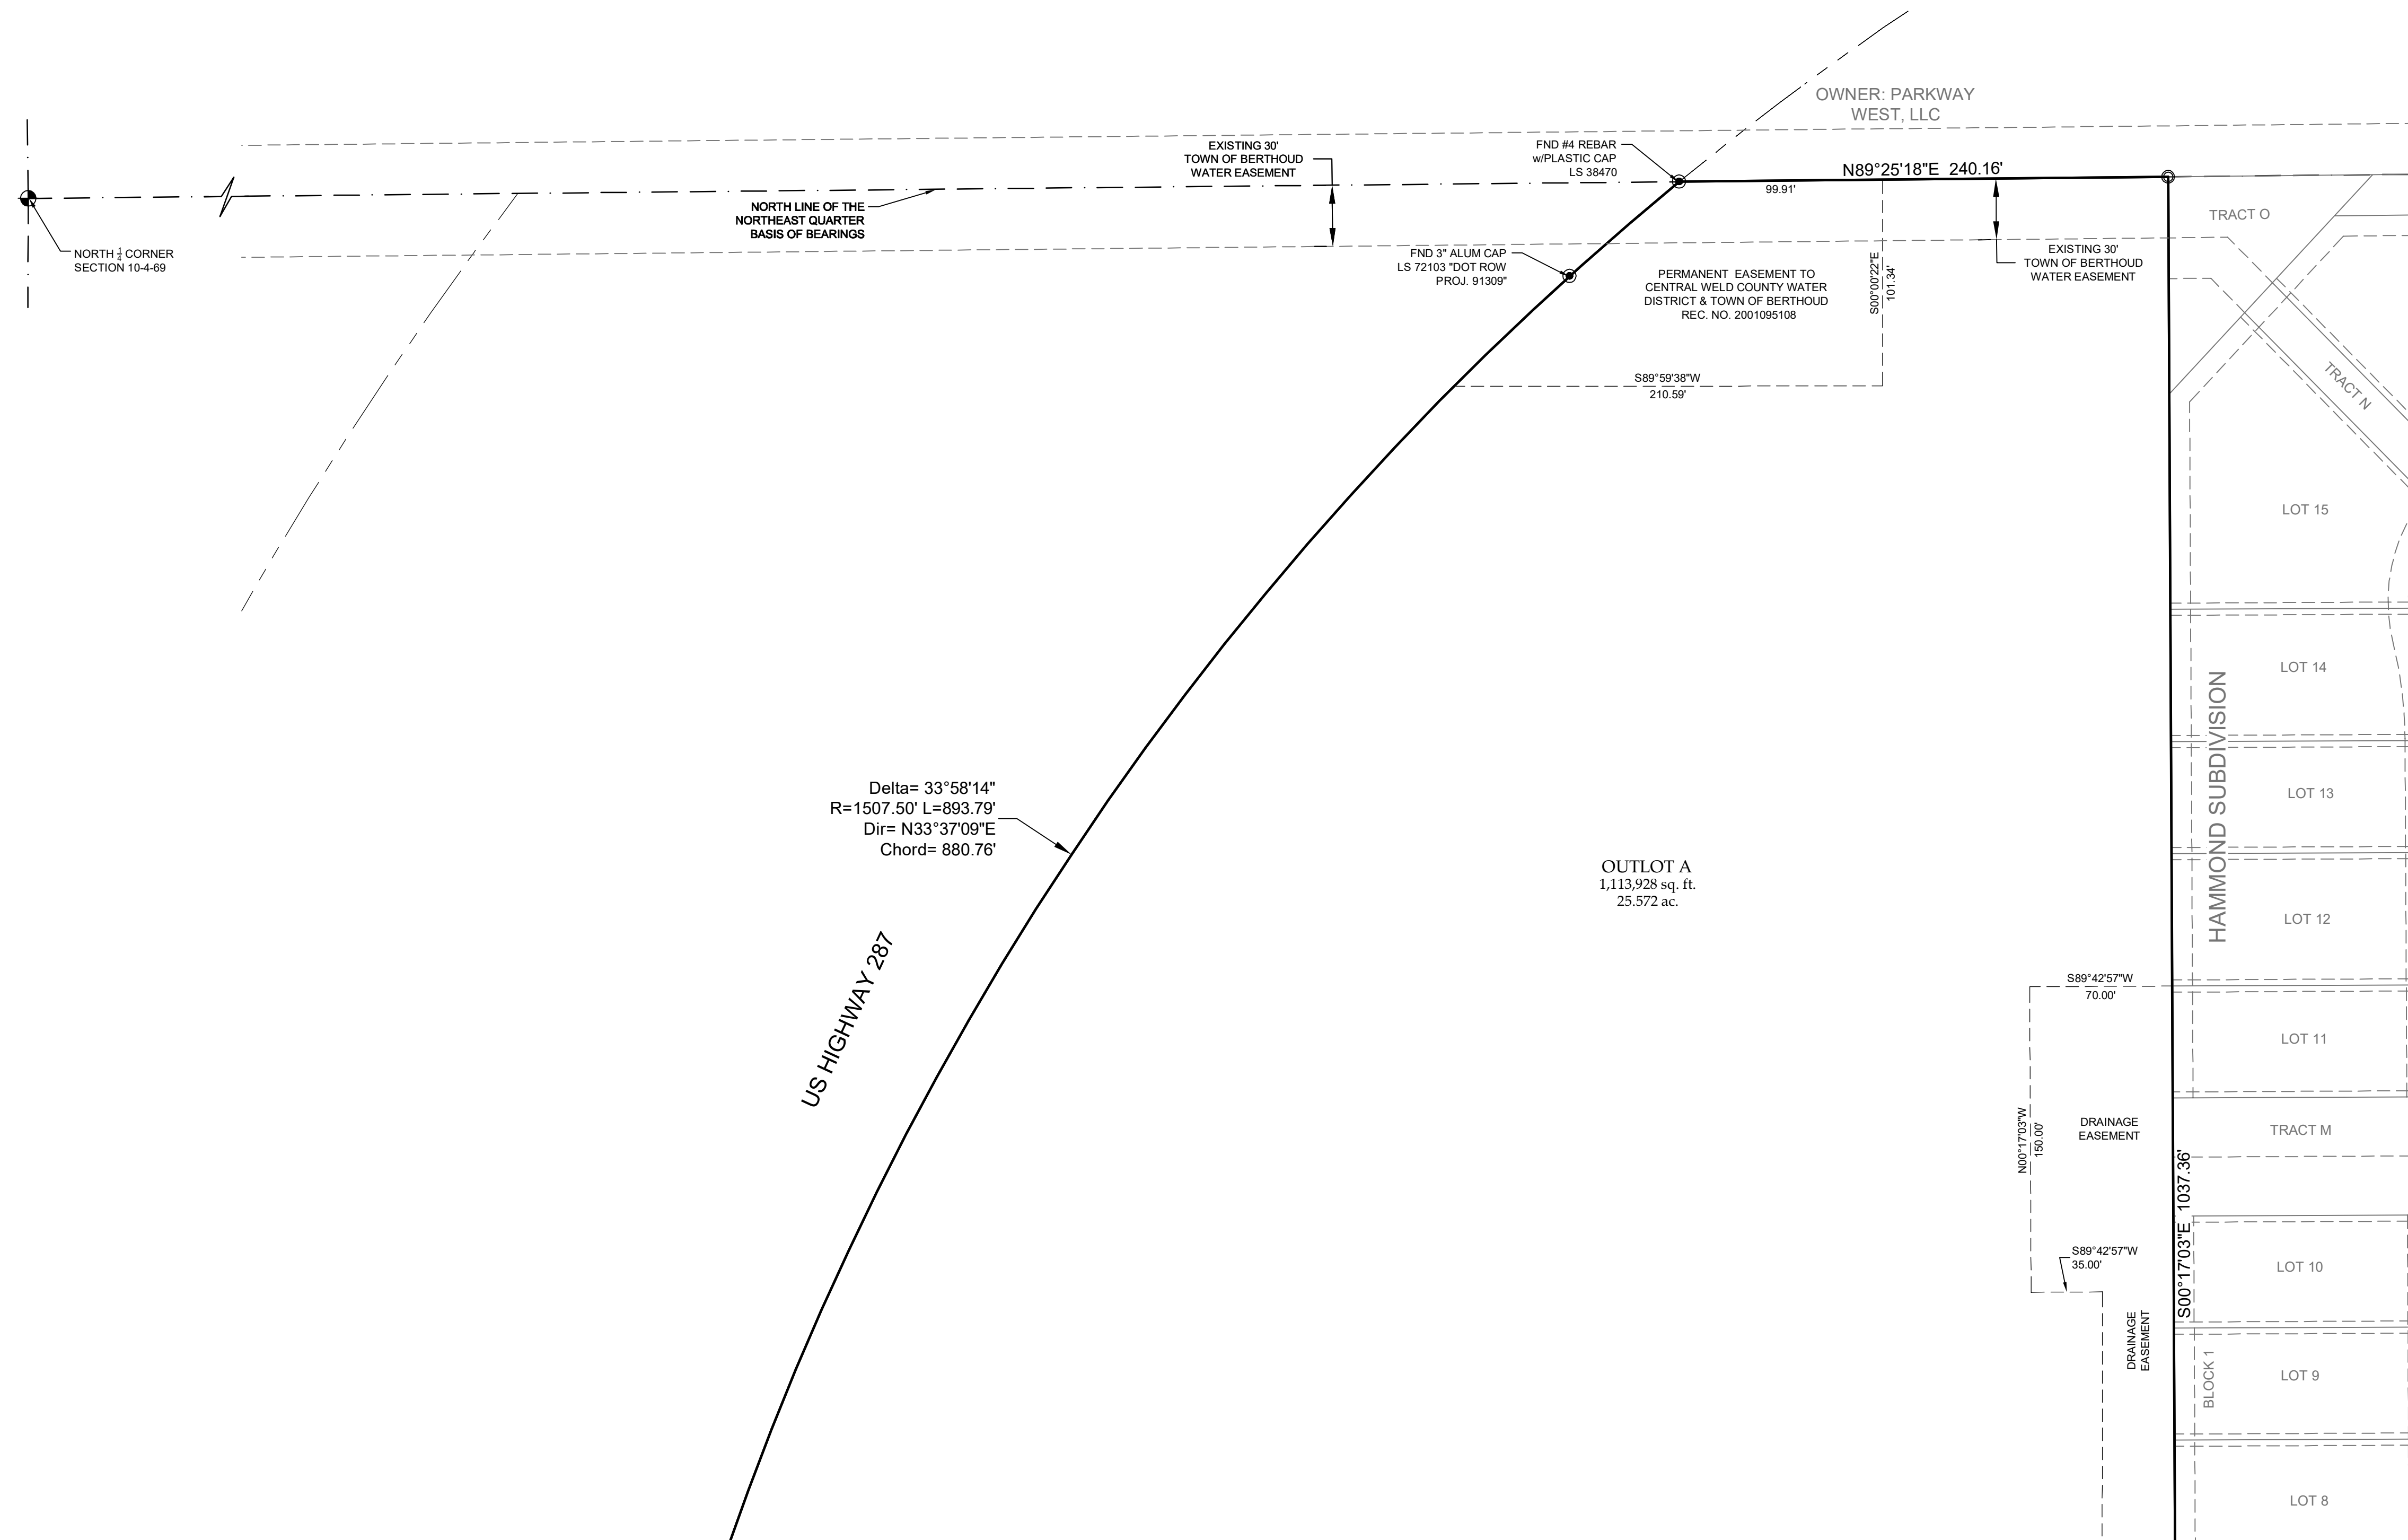 OWNER: PARKWAY
WEST, LLC
EXISTING 30'
TOWN OF BERTHOUD
WATER EASEMENT
FND #4 REBAR
w/PLASTIC CAP
LS 38470
N89°25'18"E 240.16'
99.91'
NORTH LINE OF THE
NORTHEAST QUARTER
BASIS OF BEARINGS
TRACT O
NORTH 1/4 CORNER
SECTION 10-4-69
FND 3" ALUM CAP
LS 72103 "DOT ROW
PROJ. 91309"
PERMANENT EASEMENT TO
CENTRAL WELD COUNTY WATER
DISTRICT & TOWN OF BERTHOUD
REC. NO. 2001095108
S00°00'22"E
101.34'
EXISTING 30'
TOWN OF BERTHOUD
WATER EASEMENT
S89°59'38"W
210.59'
TRACT N
LOT 15
LOT 14
HAMMOND SUBDIVISION
LOT 13
Delta= 33°58'14"
R=1507.50' L=893.79'
Dir= N33°37'09"E
Chord= 880.76'
OUTLOT A
1,113,928 sq. ft.
25.572 ac.
LOT 12
US HIGHWAY 287
S89°42'57"W
70.00'
LOT 11
N00°17'03"W
150.00'
DRAINAGE
EASEMENT
TRACT M
S00°17'03"E 1037.36'
S89°42'57"W
35.00'
LOT 10
DRAINAGE
EASEMENT
BLOCK 1
LOT 9
LOT 8